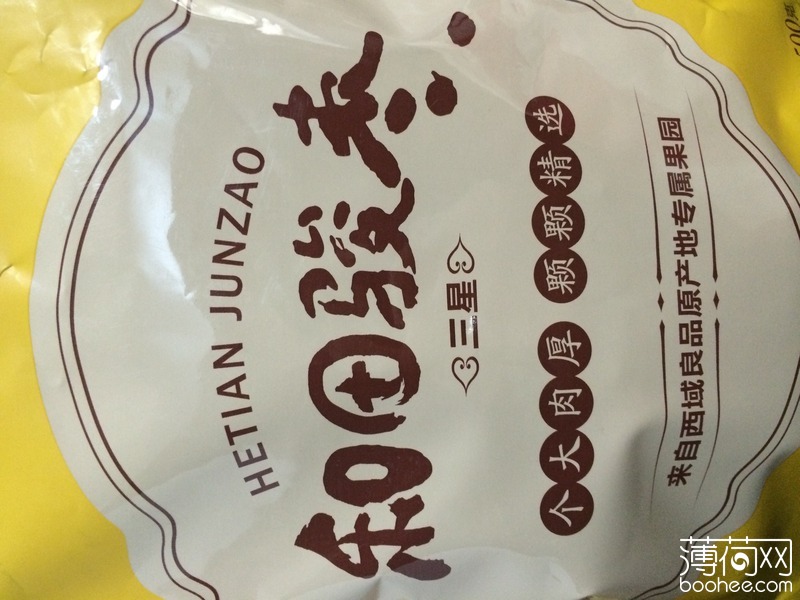 HETIAN JUNZAO
和田骏枣
三星
个大肉厚 颗颗精选
来自西域良品原产地专属果园
薄荷网
boohee.com